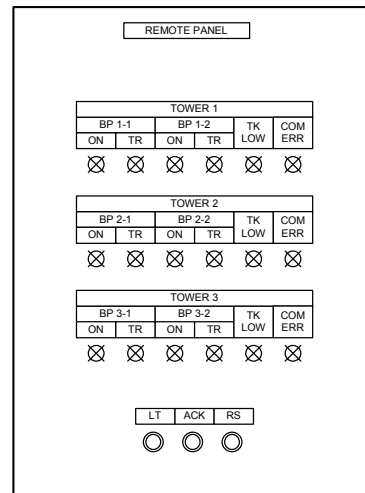 REMOTE PANEL
TOWER 1
BP 1-1 BP 1-2 TK LOW COM ERR
ON TR ON TR
TOWER 2
BP 2-1 BP 2-2 TK LOW COM ERR
ON TR ON TR
TOWER 3
BP 3-1 BP 3-2 TK LOW COM ERR
ON TR ON TR
LT ACK RS